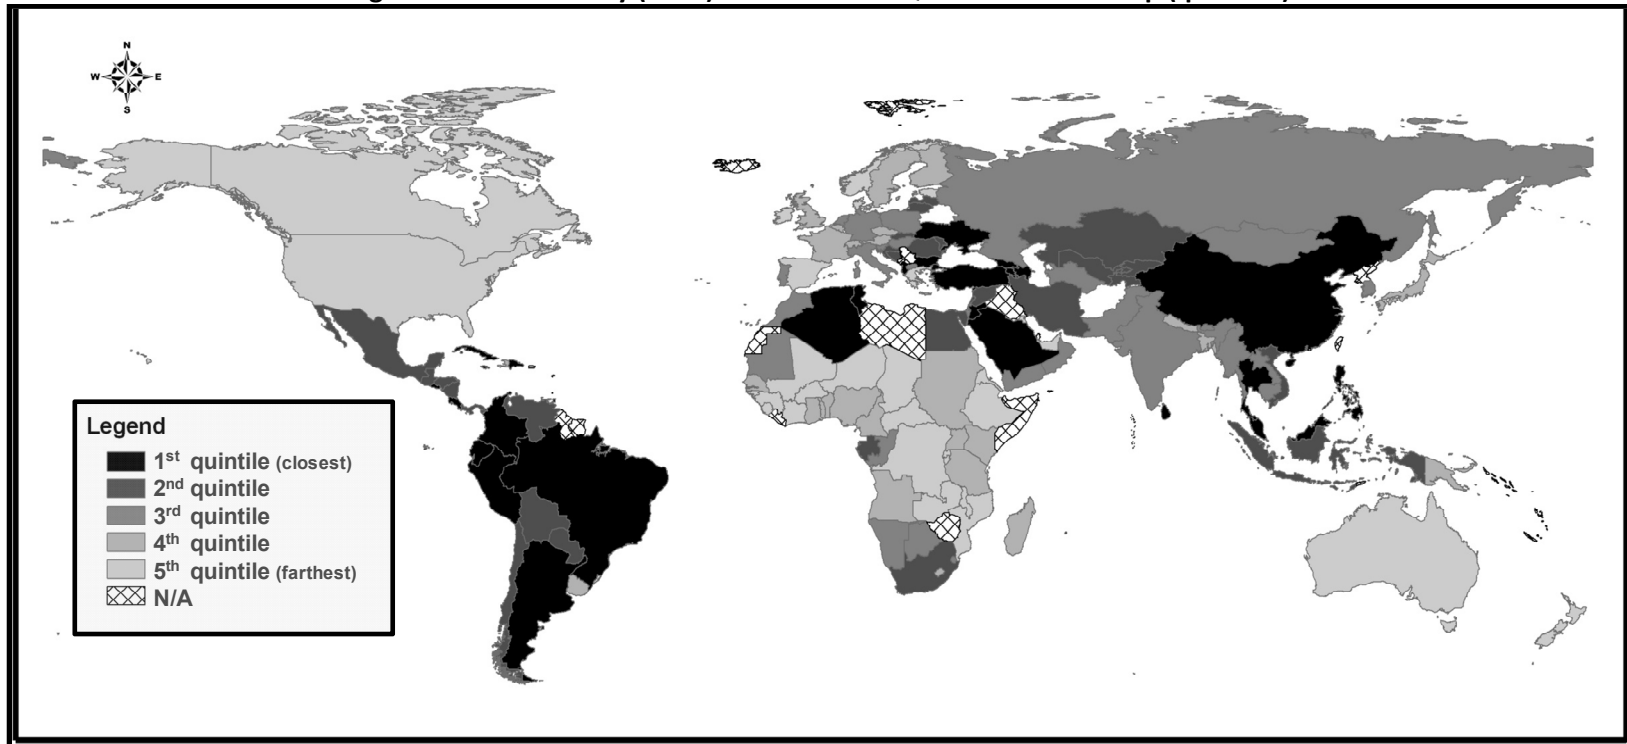 N
W E
S
Legend
1st quintile (closest)
2nd quintile
3rd quintile
4th quintile
5th quintile (farthest)
N/A